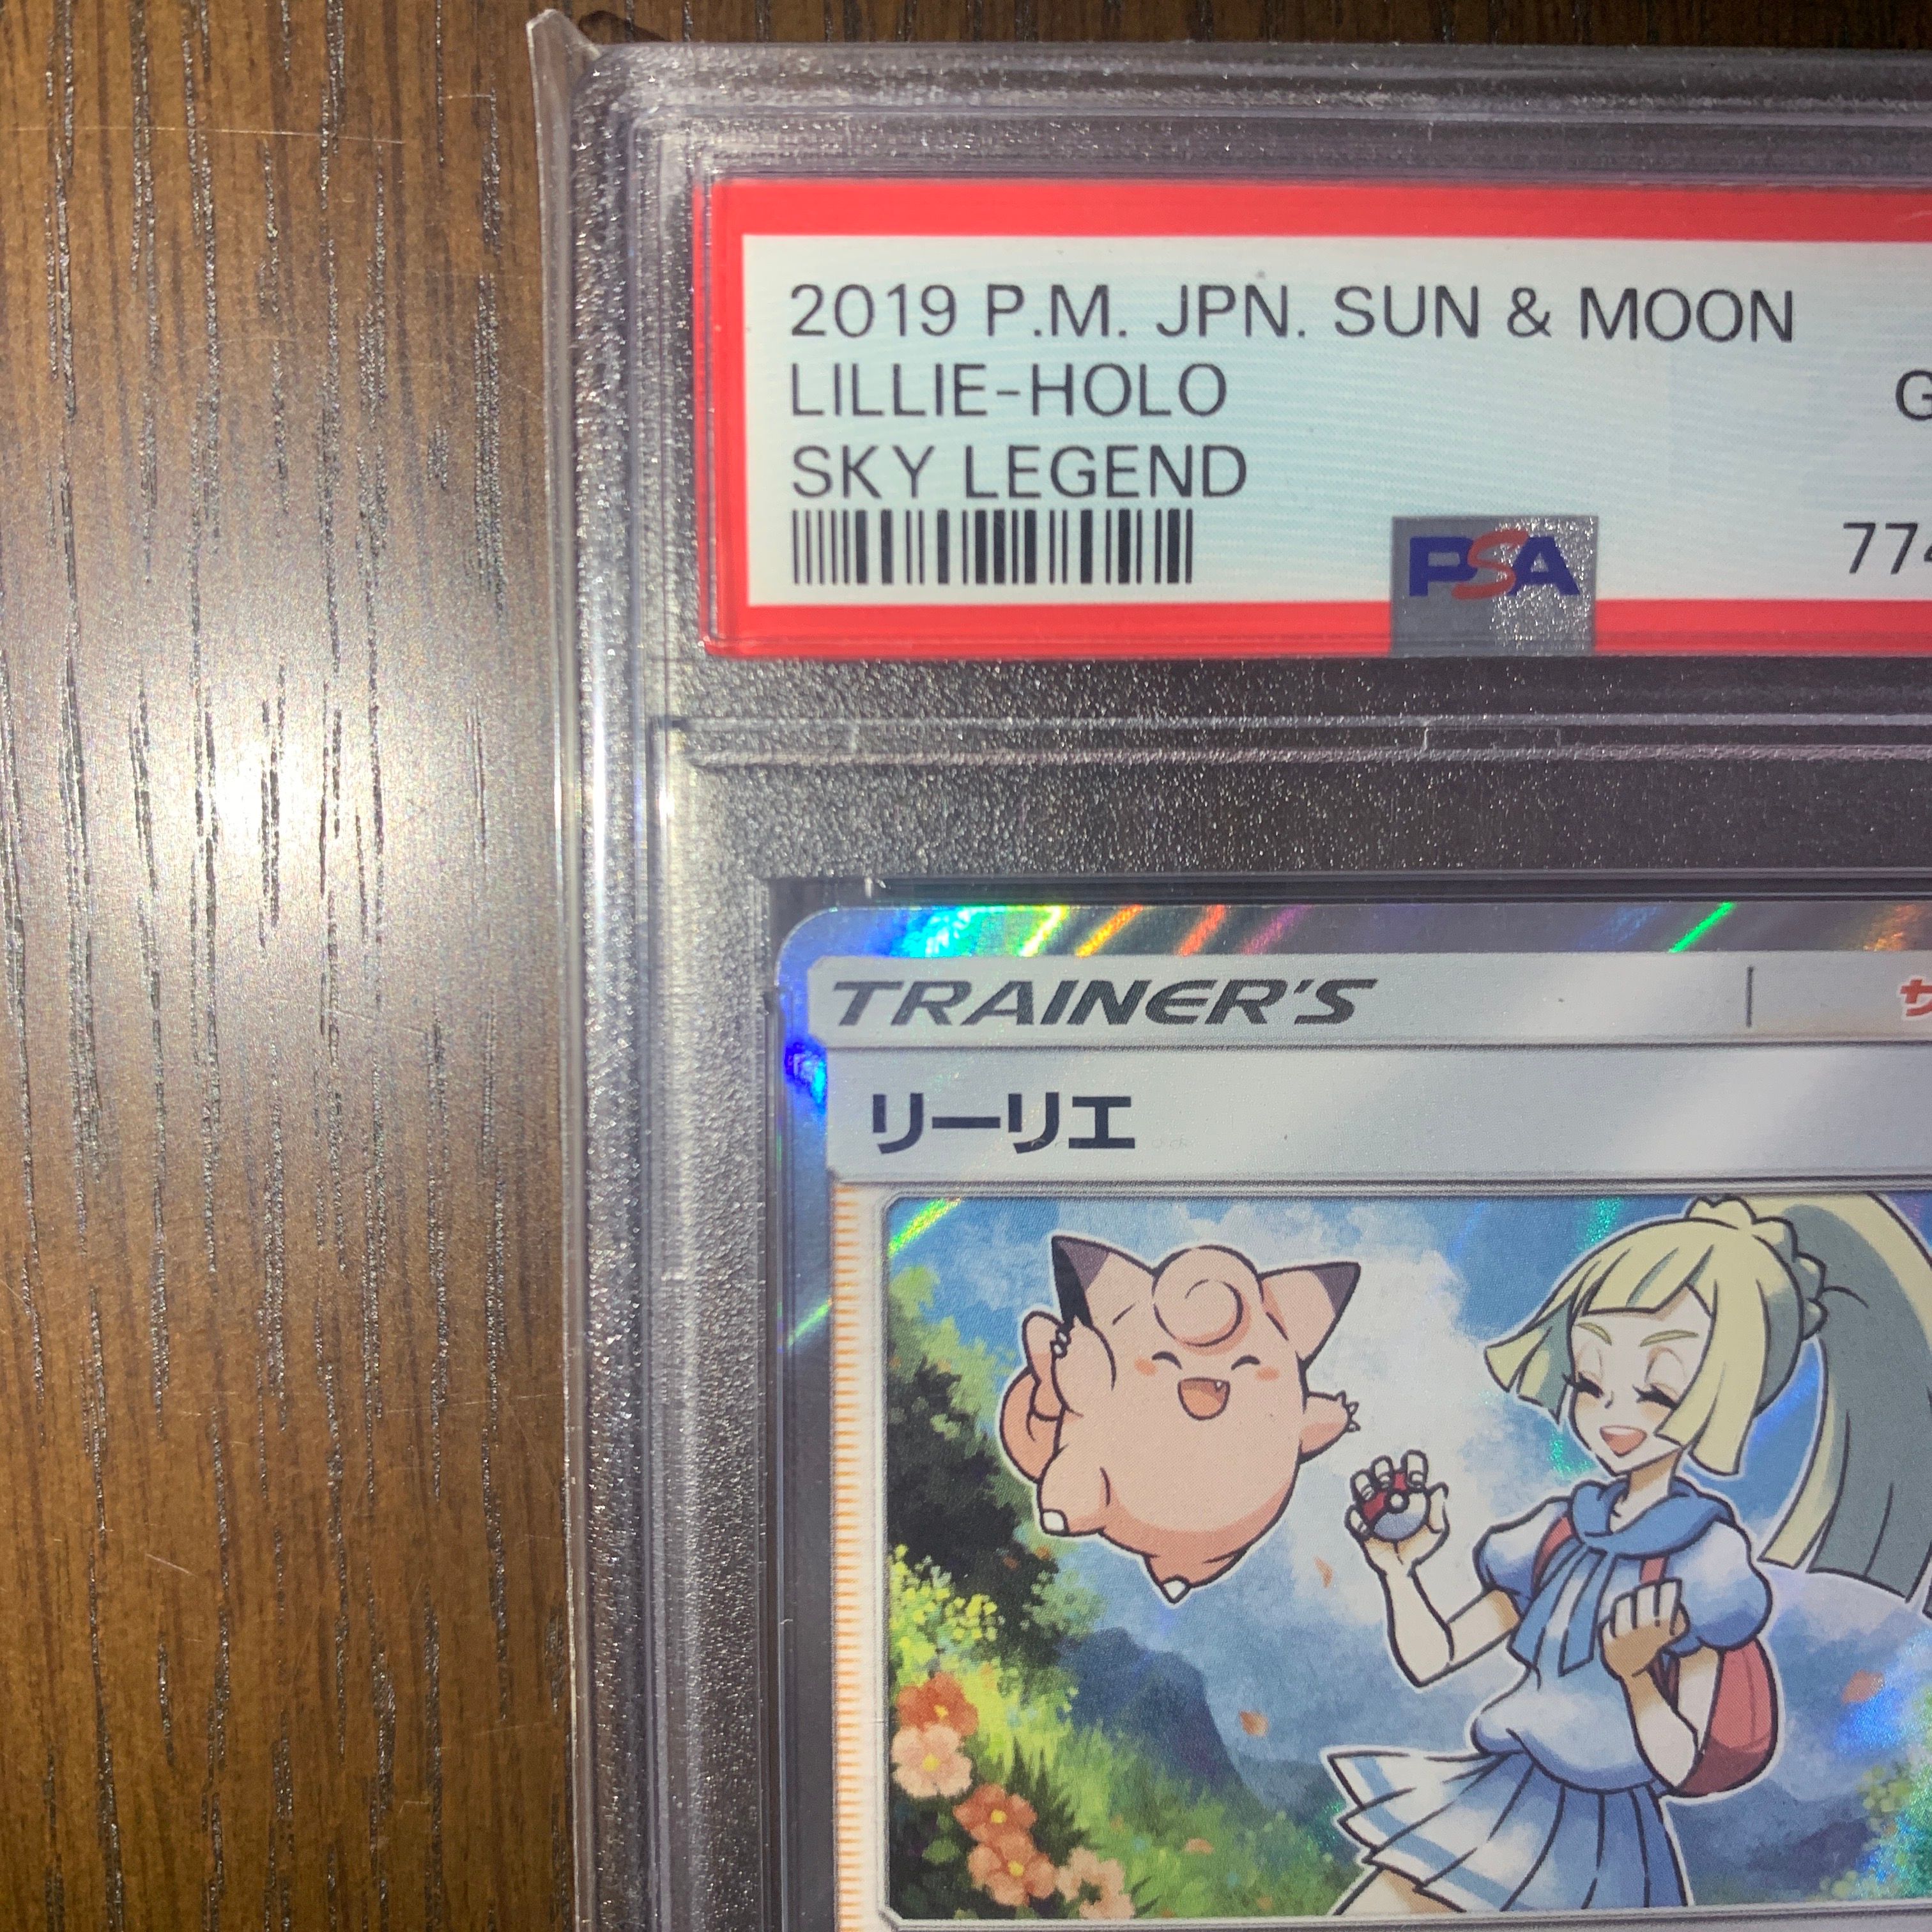 2019 P.M. JPN. SUN & MOON
LILLIE-HOLO
SKY LEGEND
PSA
TRAINER'S
リーリエ